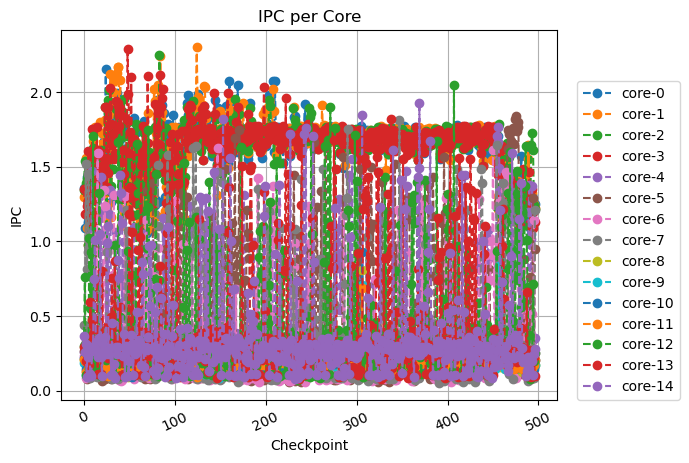 IPC per Core
IPC
2.0
1.5
1.0
0.5
0.0
0
100
200
300
400
500
Checkpoint
core-0
core-1
core-2
core-3
core-4
core-5
core-6
core-7
core-8
core-9
core-10
core-11
core-12
core-13
core-14